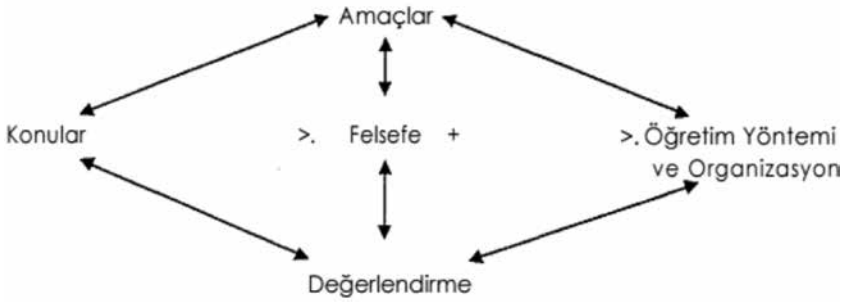 Amaçlar
Konular >. Felsefe + >. Öğretim Yöntemi
ve Organizasyon
Değerlendirme